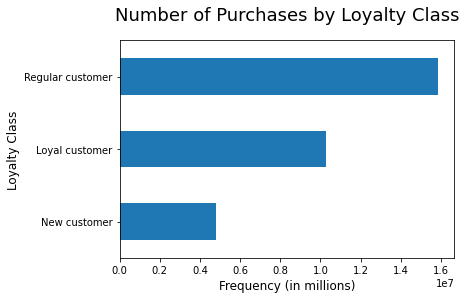 Number of Purchases by Loyalty Class
Loyalty Class
Regular customer
Loyal customer
New customer
0.0 0.2 0.4 0.6 0.8 1.0 1.2 1.4 1.6
1e7
Frequency (in millions)